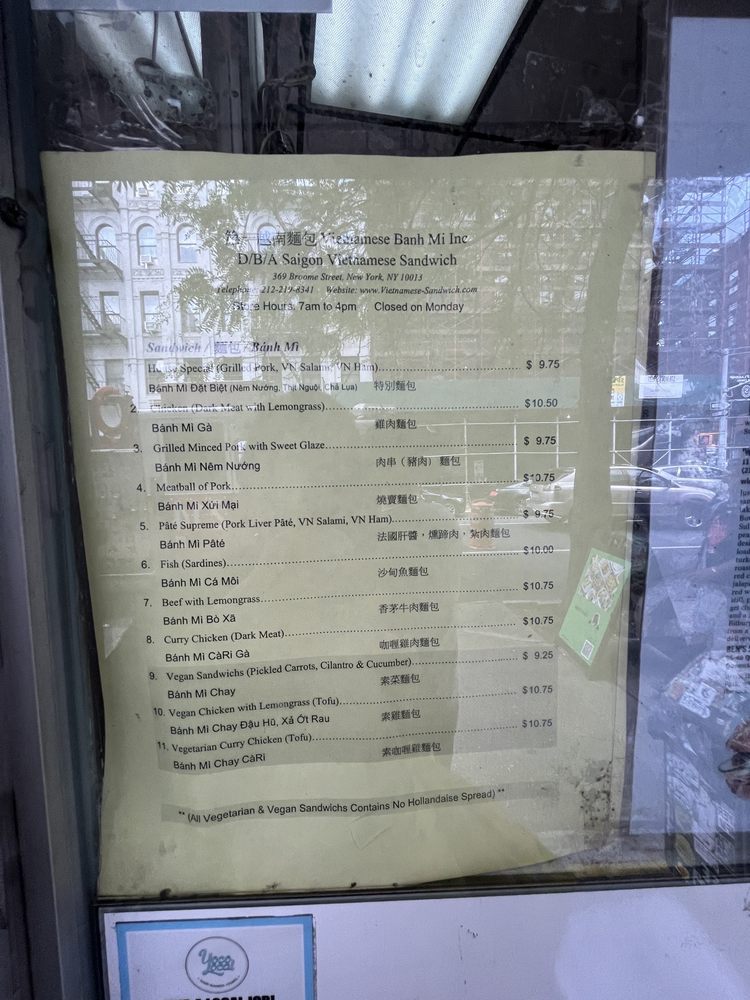 第一越南麵包 Vietnamese Banh Mi Inc
D/B/A Saigon Vietnamese Sandwich
369 Broome Street, New York, NY 10013
Telephone: 212-219-8341 Website: www.Vietnamese-Sandwich.com
Store Hours: 7am to 4pm Closed on Monday
Sandwich / 麵包 / Bánh Mì
1. House Special (Grilled Pork, VN Salami, VN Ham)........ $ 9.75
Bánh Mì Đặt Biệt (Nêm Nướng, Thịt Nguội, Chả Lụa) 特別麵包
2. Chicken (Dark Meat with Lemongrass)........ $10.50
Bánh Mì Gà 雞肉麵包
3. Grilled Minced Pork with Sweet Glaze........ $ 9.75
Bánh Mì Nêm Nướng 肉串（豬肉）麵包
4. Meatball of Pork........ $10.75
Bánh Mì Xửi Mại 燒賣麵包
5. Pâté Supreme (Pork Liver Pâté, VN Salami, VN Ham)........ $ 9.75
Bánh Mì Pâté 法國肝醬，燻蹄肉，紮肉麵包
6. Fish (Sardines)........ $10.00
Bánh Mì Cá Môi 沙甸魚麵包
7. Beef with Lemongrass........ $10.75
Bánh Mì Bò Xã 香茅牛肉麵包
8. Curry Chicken (Dark Meat)........ $10.75
Bánh Mì CàRi Gà 咖喱雞肉麵包
9. Vegan Sandwichs (Pickled Carrots, Cilantro & Cucumber)........ $ 9.25
Bánh Mì Chay 素菜麵包
10. Vegan Chicken with Lemongrass (Tofu)........ $10.75
Bánh Mì Chay Đậu Hũ, Xả Ớt Rau 素雞麵包
11. Vegetarian Curry Chicken (Tofu)........ $10.75
Bánh Mì Chay CàRi 素咖喱雞麵包
** (All Vegetarian & Vegan Sandwichs Contains No Hollandaise Spread) **